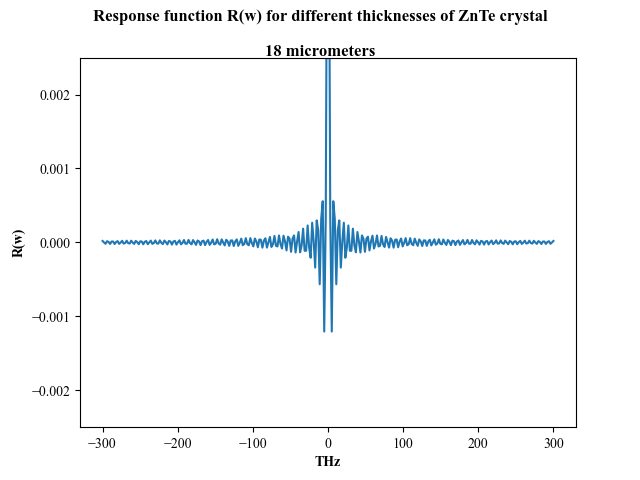 Response function R(w) for different thicknesses of ZnTe crystal
18 micrometers
0.002
0.001
0.000
−0.001
−0.002
R(w)
−300 −200 −100 0 100 200 300
THz